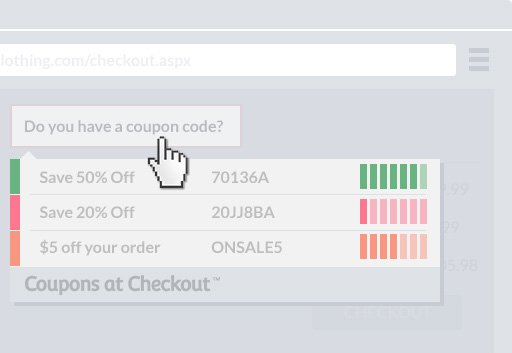 lothing.com/checkout.aspx
Do you have a coupon code?
Save 50% Off 70136A
Save 20% Off 20JJ8BA
$5 off your order ONSALE5
Coupons at Checkout™
.99
.29
5.98
CHECKOUT